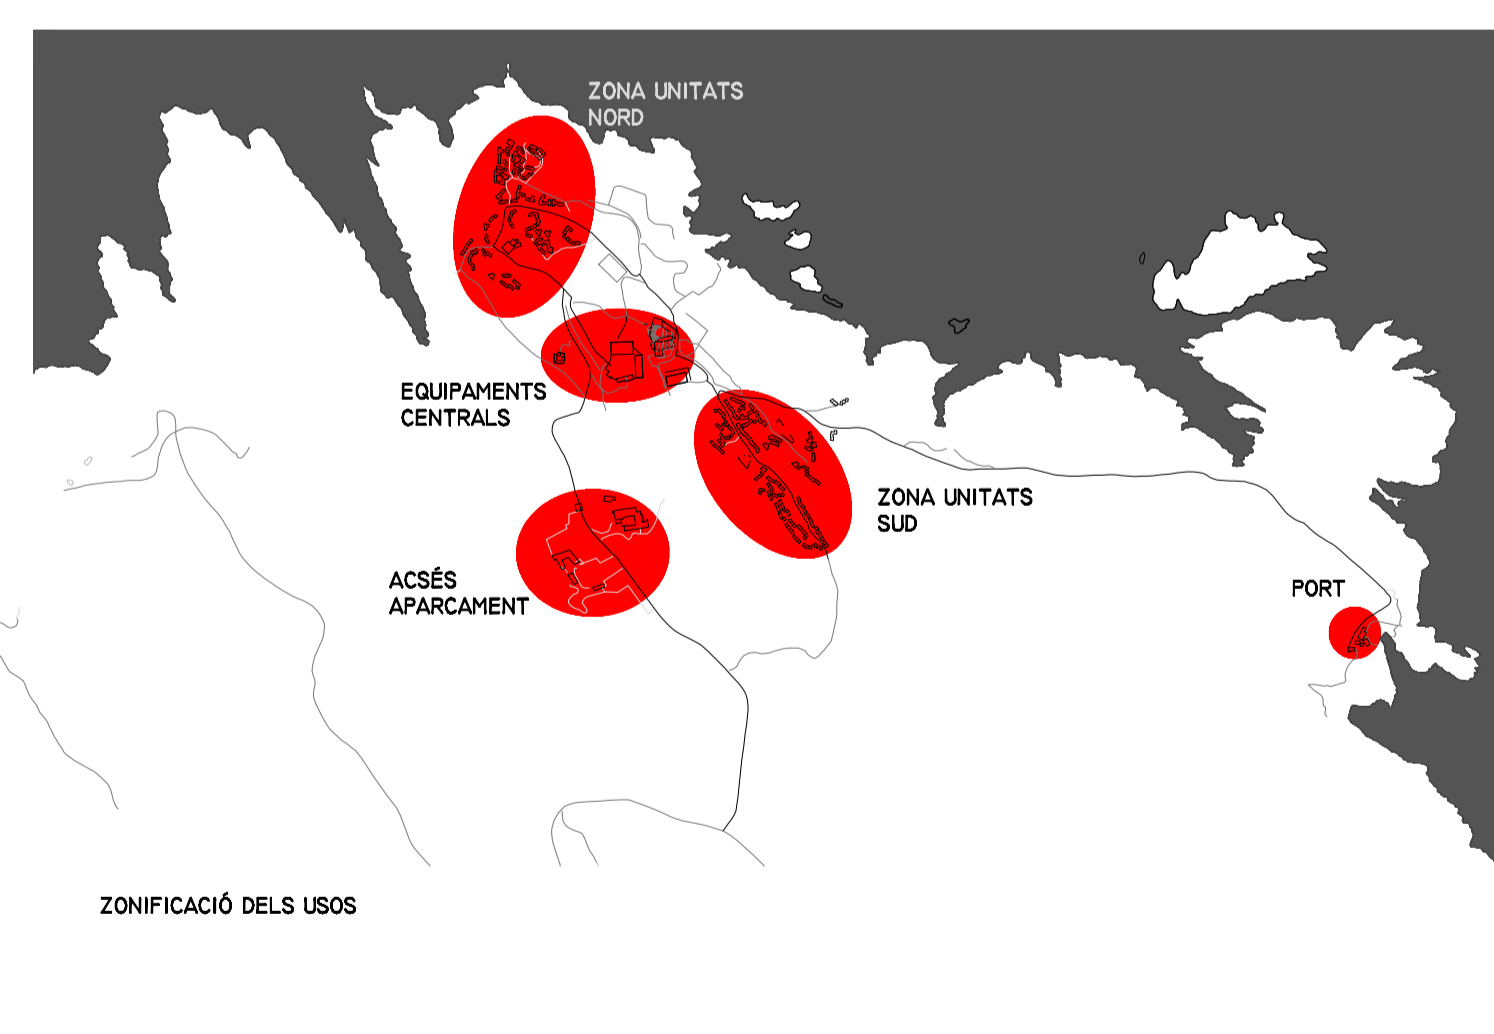 ZONA UNITATS
NORD
EQUIPAMENTS
CENTRALS
ZONA UNITATS
SUD
ACSÉS
APARCAMENT
PORT
ZONIFICACIÓ DELS USOS